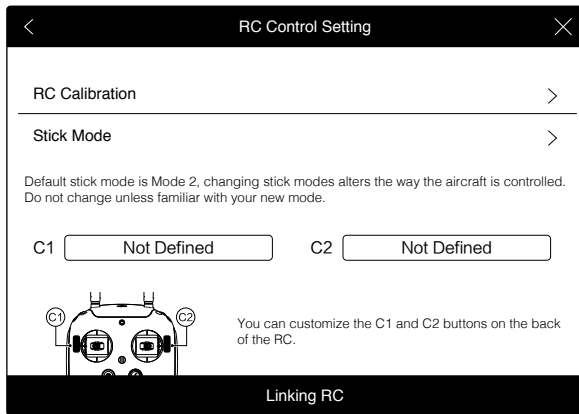 RC Control Setting
RC Calibration
Stick Mode
Default stick mode is Mode 2, changing stick modes alters the way the aircraft is controlled.
Do not change unless familiar with your new mode.
C1 Not Defined C2 Not Defined
C1 C2
You can customize the C1 and C2 buttons on the back
of the RC.
Linking RC